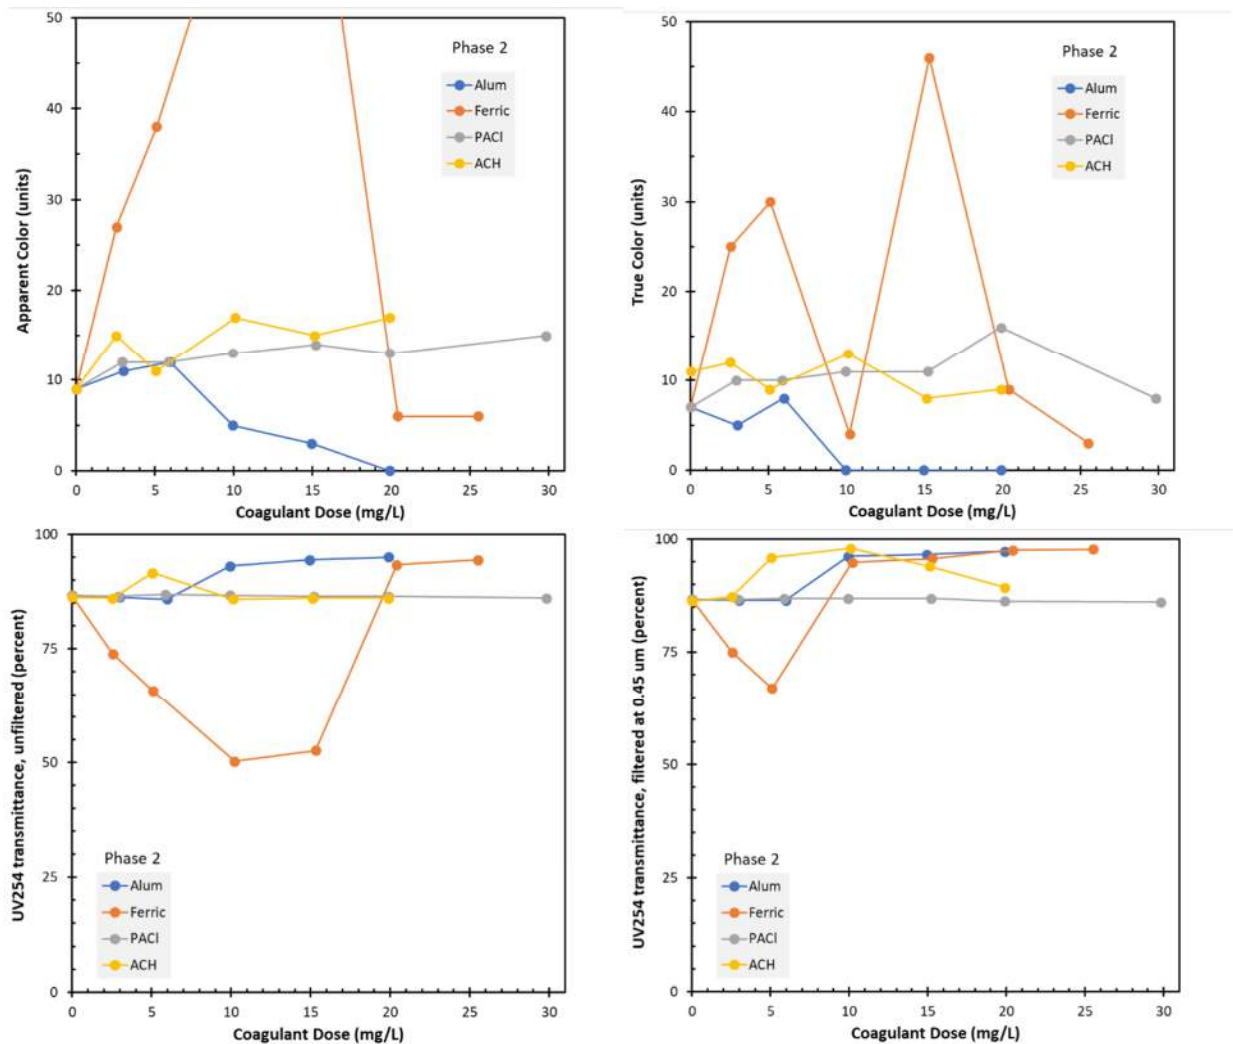 50
40
30
20
10
0
Apparent Color (units)
Phase 2
Alum
Ferric
PACl
ACH
0 5 10 15 20 25 30
Coagulant Dose (mg/L)
50
40
30
20
10
0
True Color (units)
Phase 2
Alum
Ferric
PACl
ACH
0 5 10 15 20 25 30
Coagulant Dose (mg/L)
100
75
50
25
0
UV254 transmittance, unfiltered (percent)
Phase 2
Alum
Ferric
PACl
ACH
0 5 10 15 20 25 30
Coagulant Dose (mg/L)
100
75
50
25
0
UV254 transmittance, filtered at 0.45 um (percent)
Phase 2
Alum
Ferric
PACl
ACH
0 5 10 15 20 25 30
Coagulant Dose (mg/L)